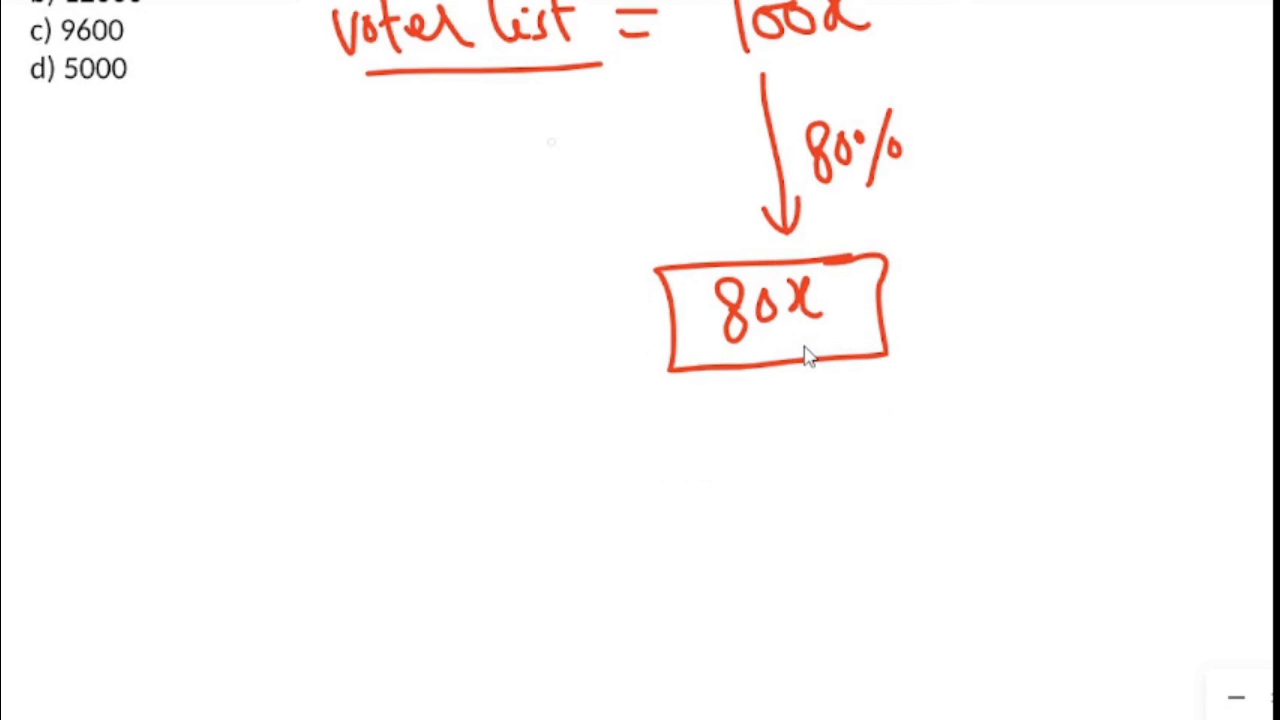 c) 9600
voter list = 100x
d) 5000
80%
80x